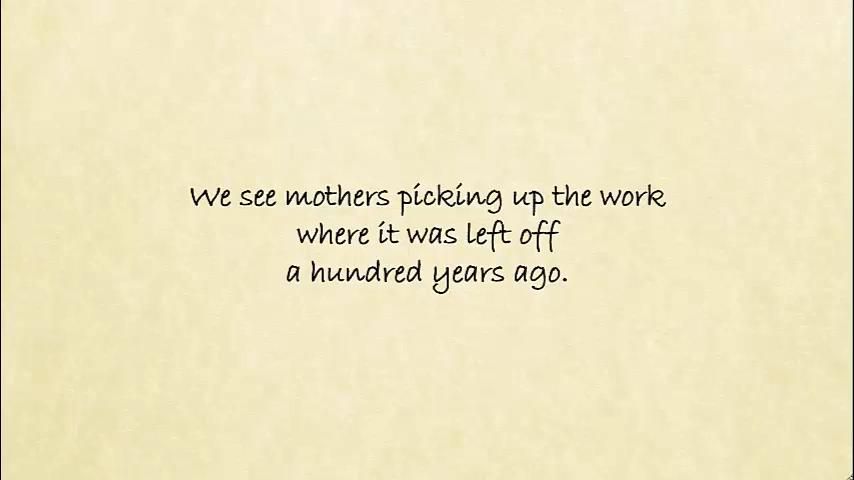 We see mothers picking up the work
where it was left off
a hundred years ago.